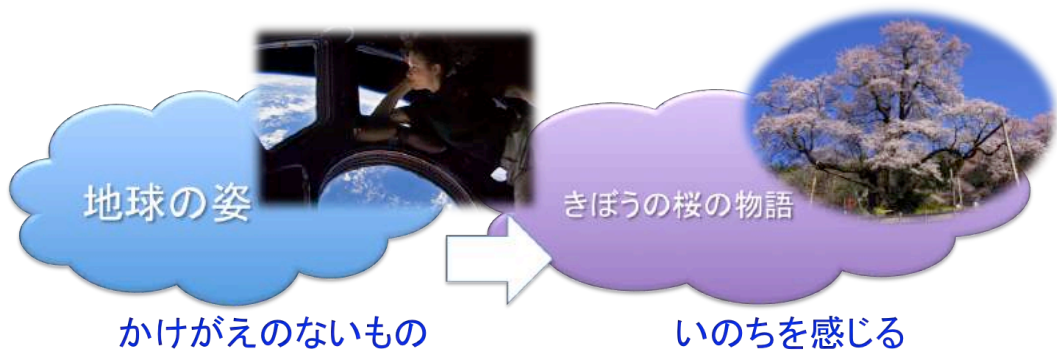 地球の姿
きぼうの桜の物語
かけがえのないもの
いのちを感じる